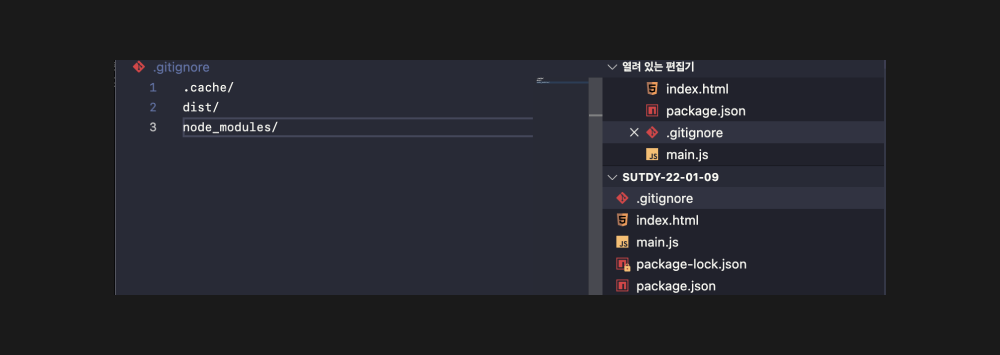 .gitignore
1 .cache/
2 dist/
3 node_modules/
열려 있는 편집기
index.html
package.json
.gitignore
main.js
SUTDY-22-01-09
.gitignore
index.html
main.js
package-lock.json
package.json